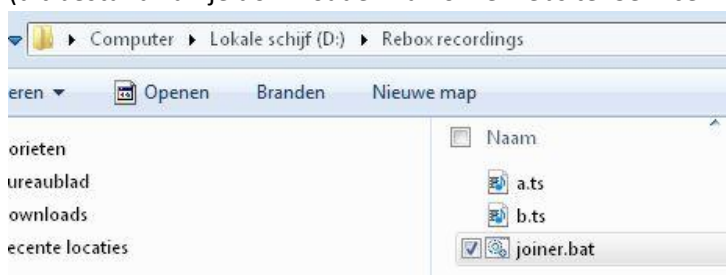 Computer ▸ Lokale schijf (D:) ▸ Rebox recordings
eren ▾ Openen Branden Nieuwe map
orieten
ureaublad
ownloads
ecente locaties
Naam
a.ts
b.ts
joiner.bat